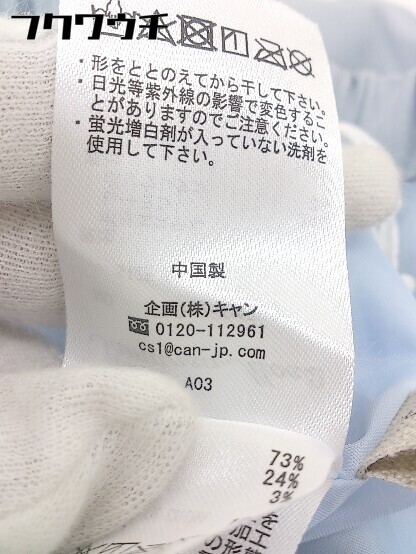 フクウロウチ
・形をととのえてから干して下さい。
・日光等紫外線の影響で変色するこ
とがありますのでご注意ください。
・蛍光増白剤が入っていない洗剤を
使用して下さい。
中国製
企画(株)キャン
0120-112961
cs1@can-jp.com
A03
73%
24%
3%